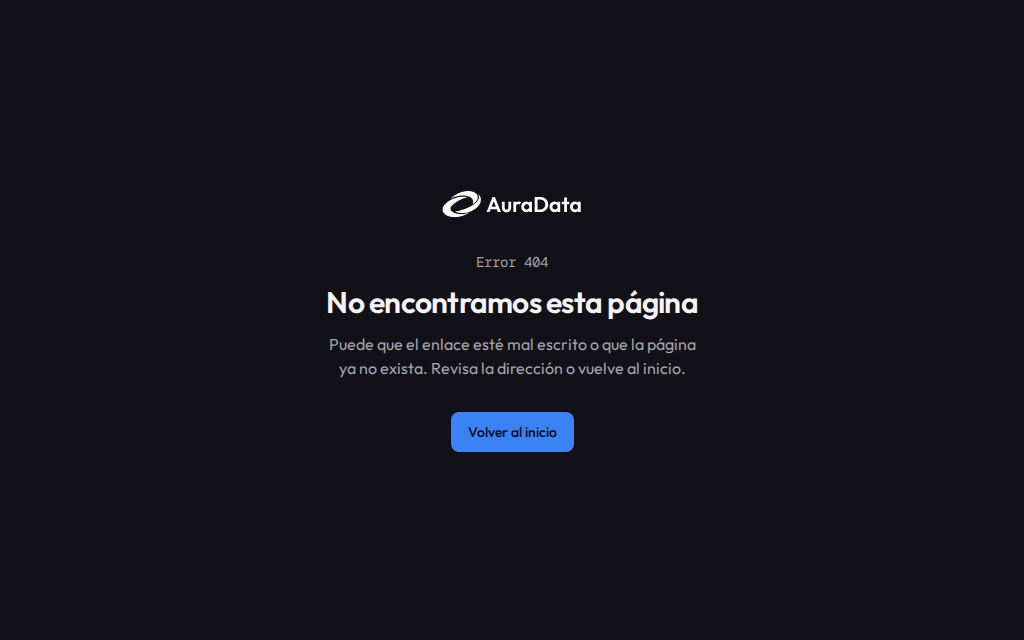 AuraData
Error 404
No encontramos esta página
Puede que el enlace esté mal escrito o que la página
ya no exista. Revisa la dirección o vuelve al inicio.
Volver al inicio